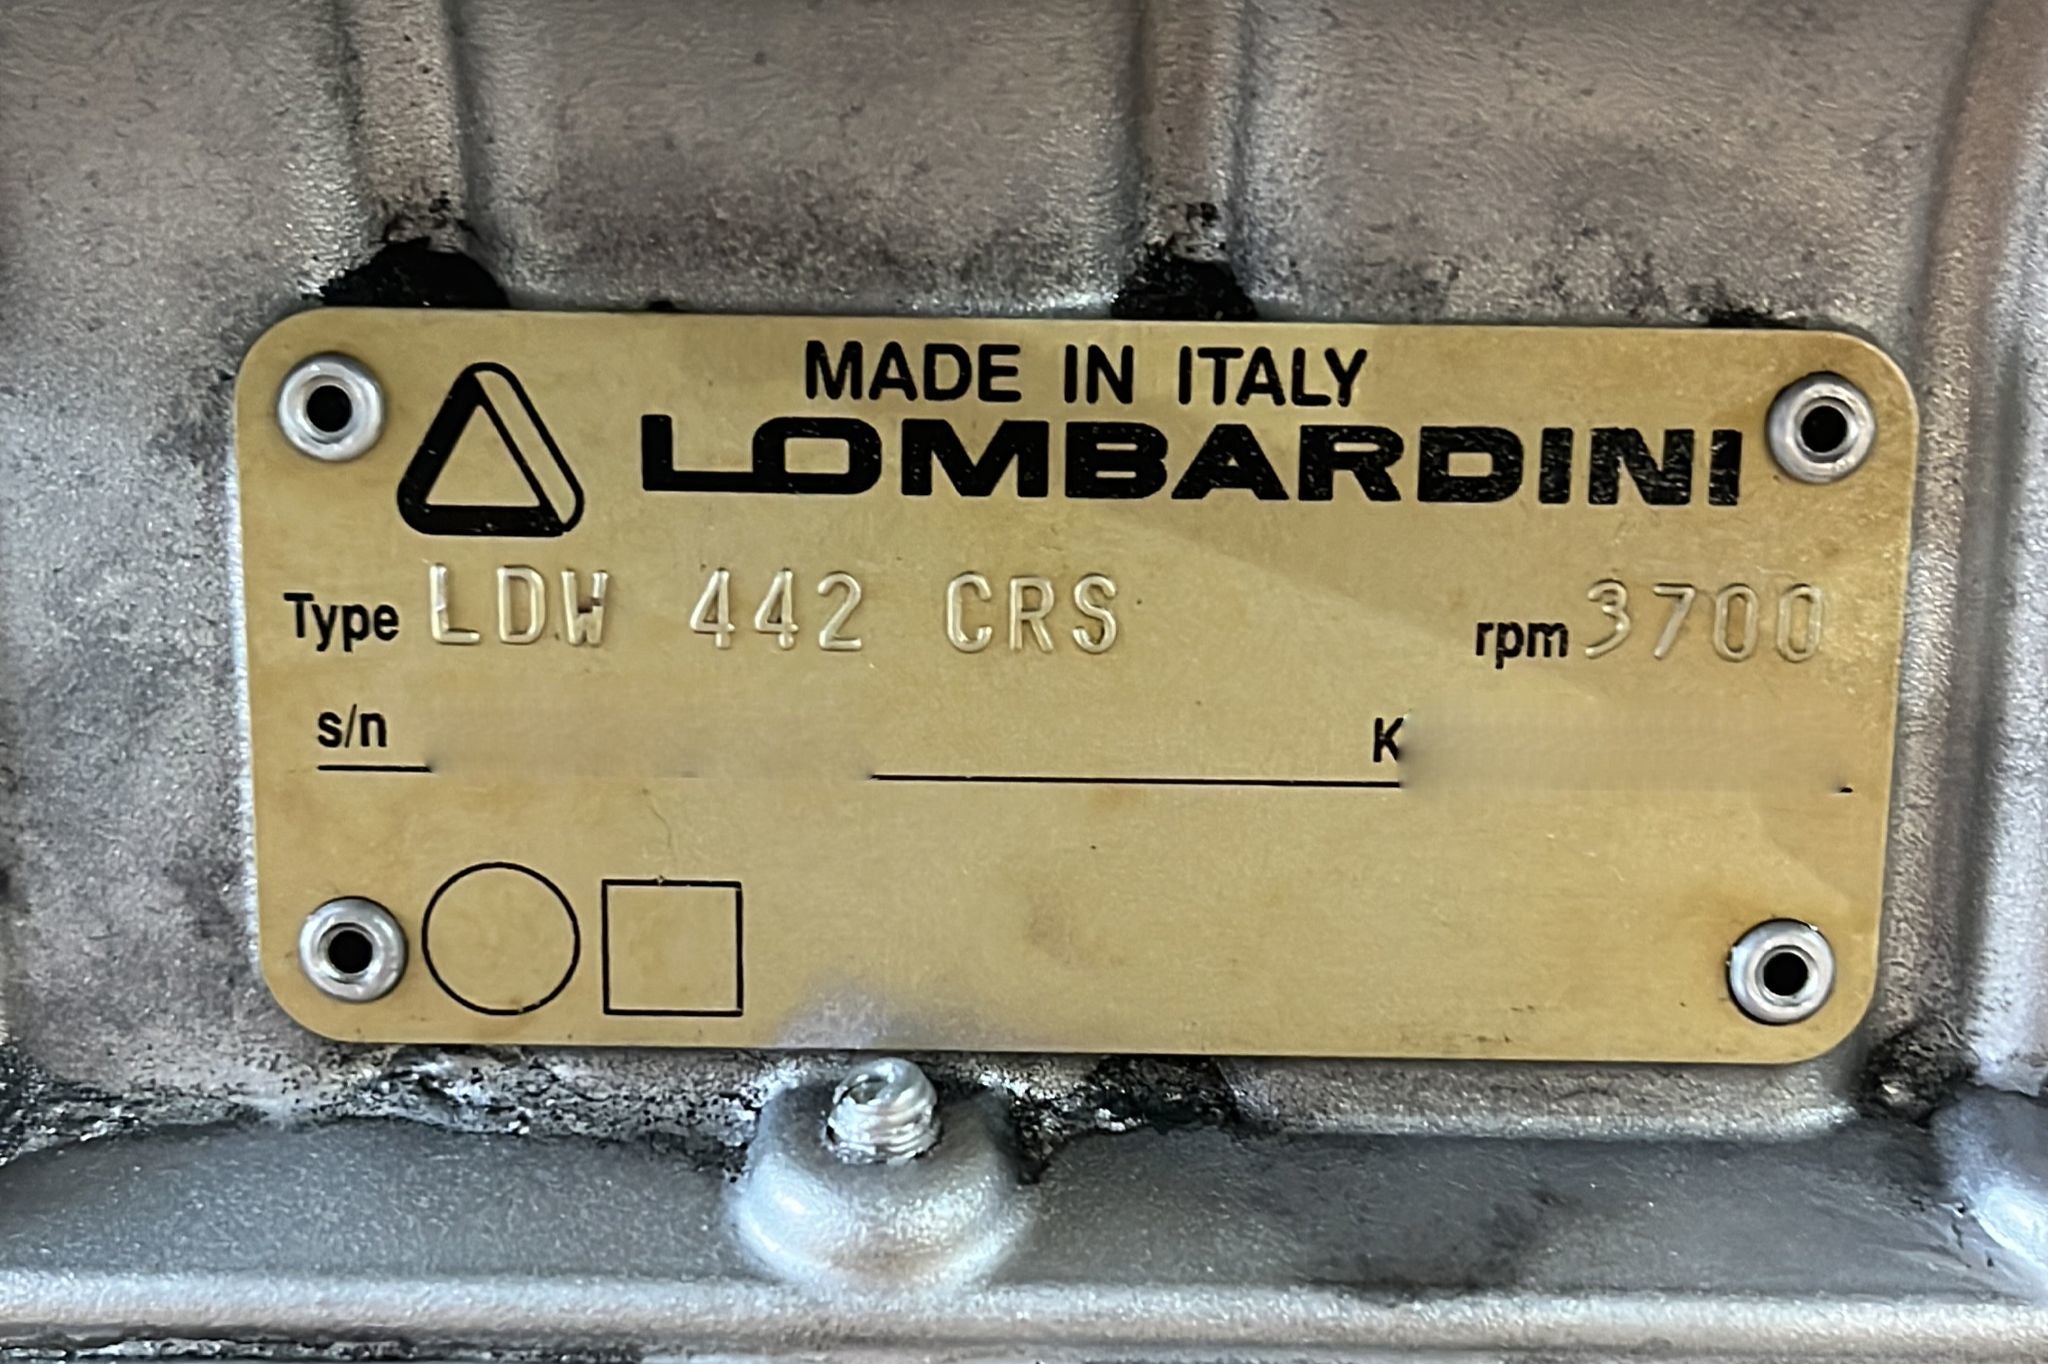 MADE IN ITALY
LOMBARDINI
Type LDW 442 CRS rpm 3700
s/n K